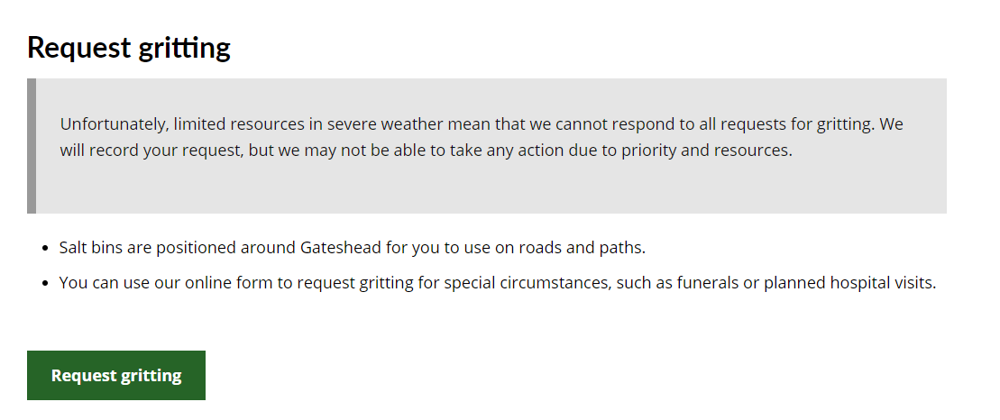 Request gritting
Unfortunately, limited resources in severe weather mean that we cannot respond to all requests for gritting. We
will record your request, but we may not be able to take any action due to priority and resources.
• Salt bins are positioned around Gateshead for you to use on roads and paths.
• You can use our online form to request gritting for special circumstances, such as funerals or planned hospital visits.
Request gritting